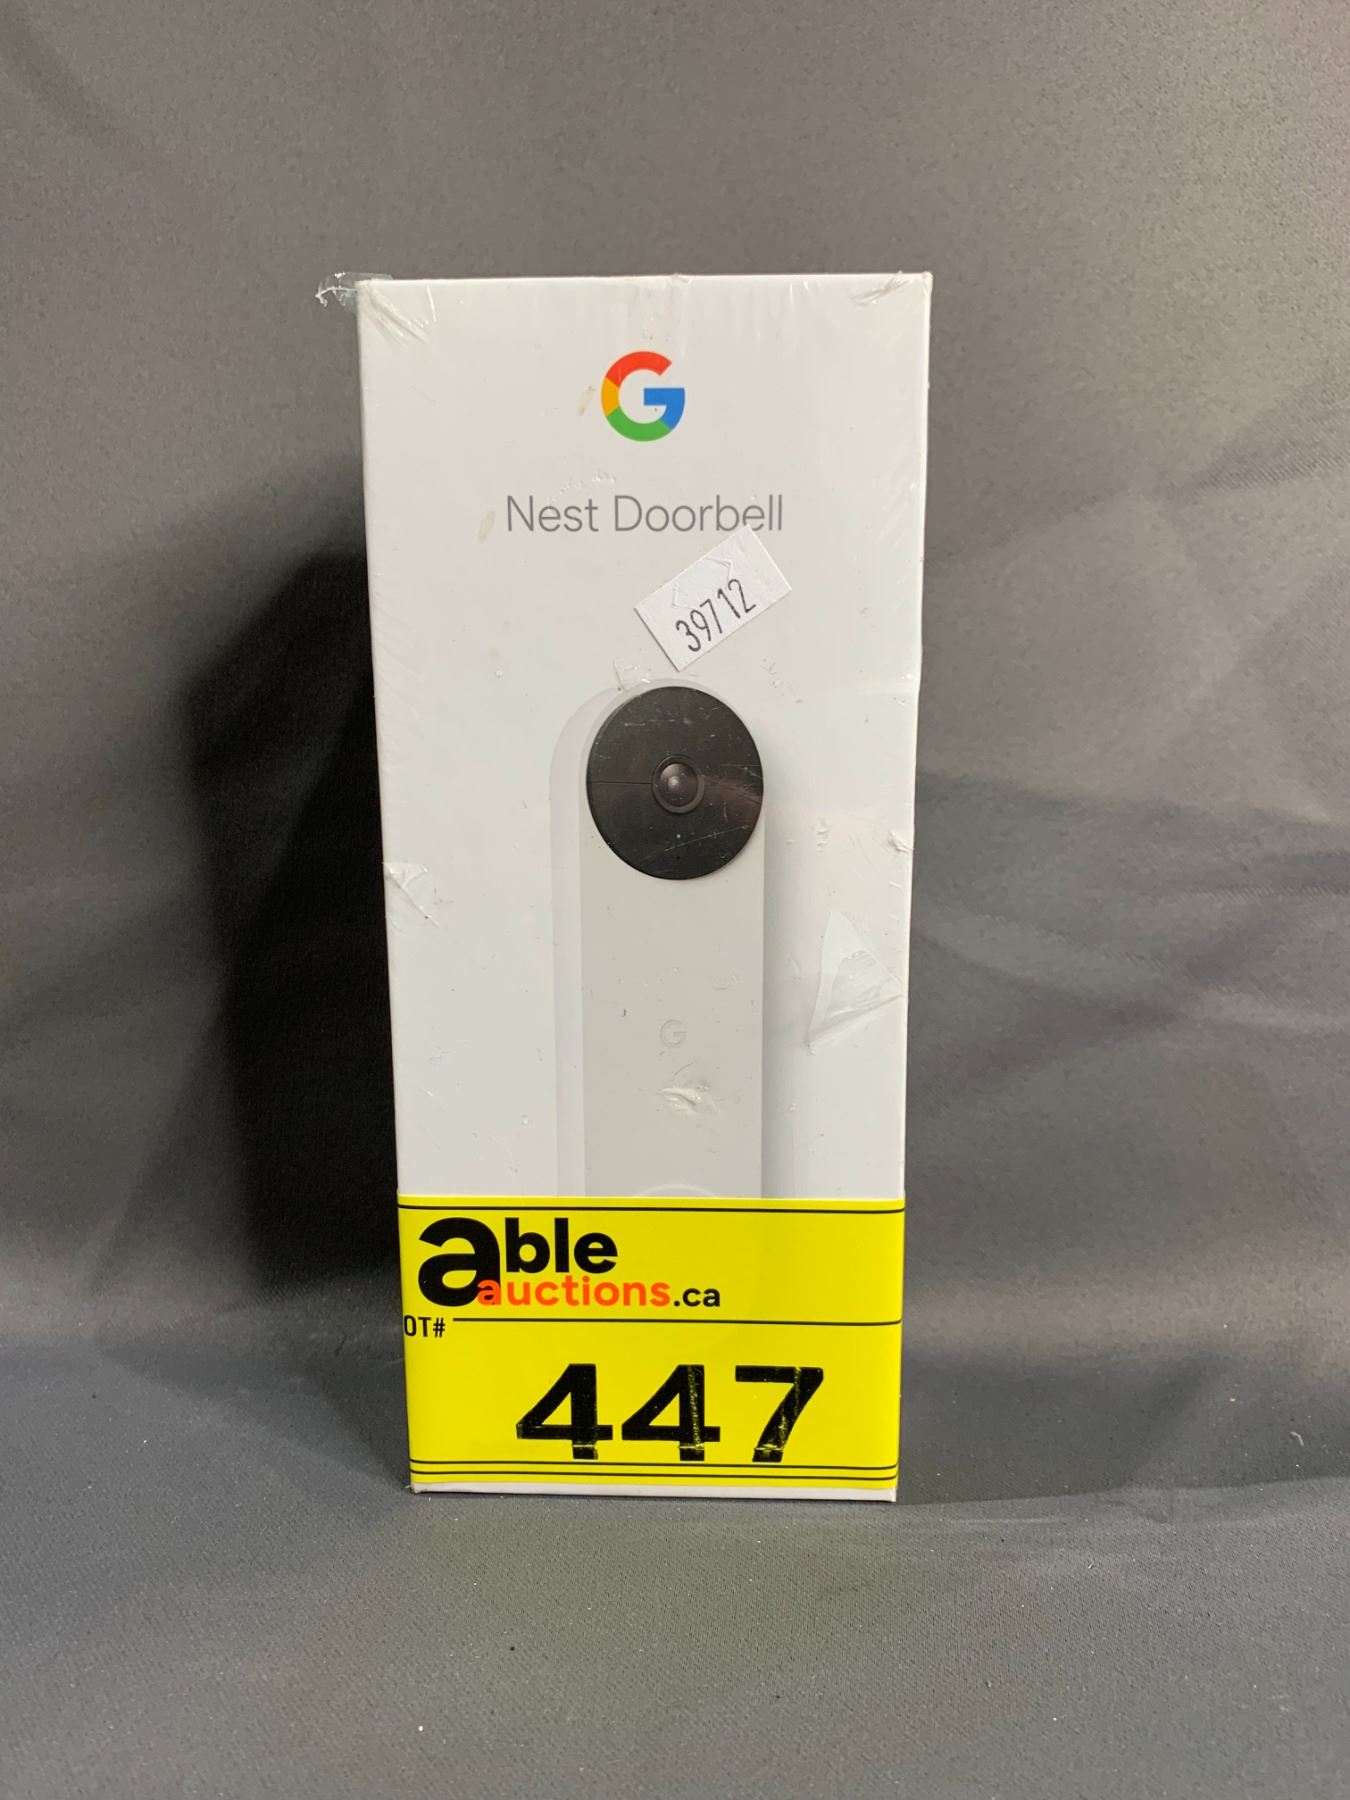 G
Nest Doorbell
39712
G
able
auctions.ca
OT#
447